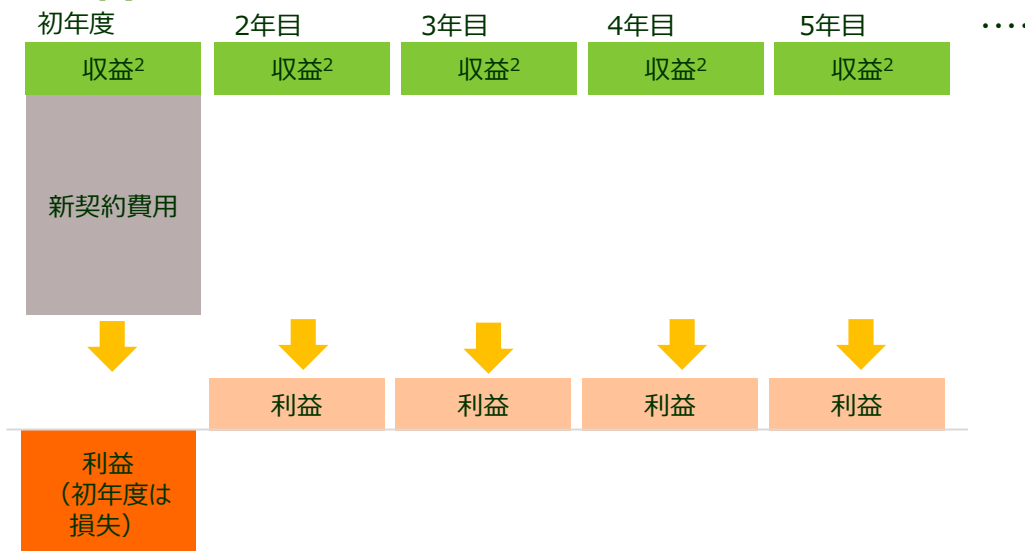 初年度 2年目 3年目 4年目 5年目 ‥‥
収益2 収益2 収益2 収益2 収益2
新契約費用
利益 利益 利益 利益
利益
（初年度は
損失）